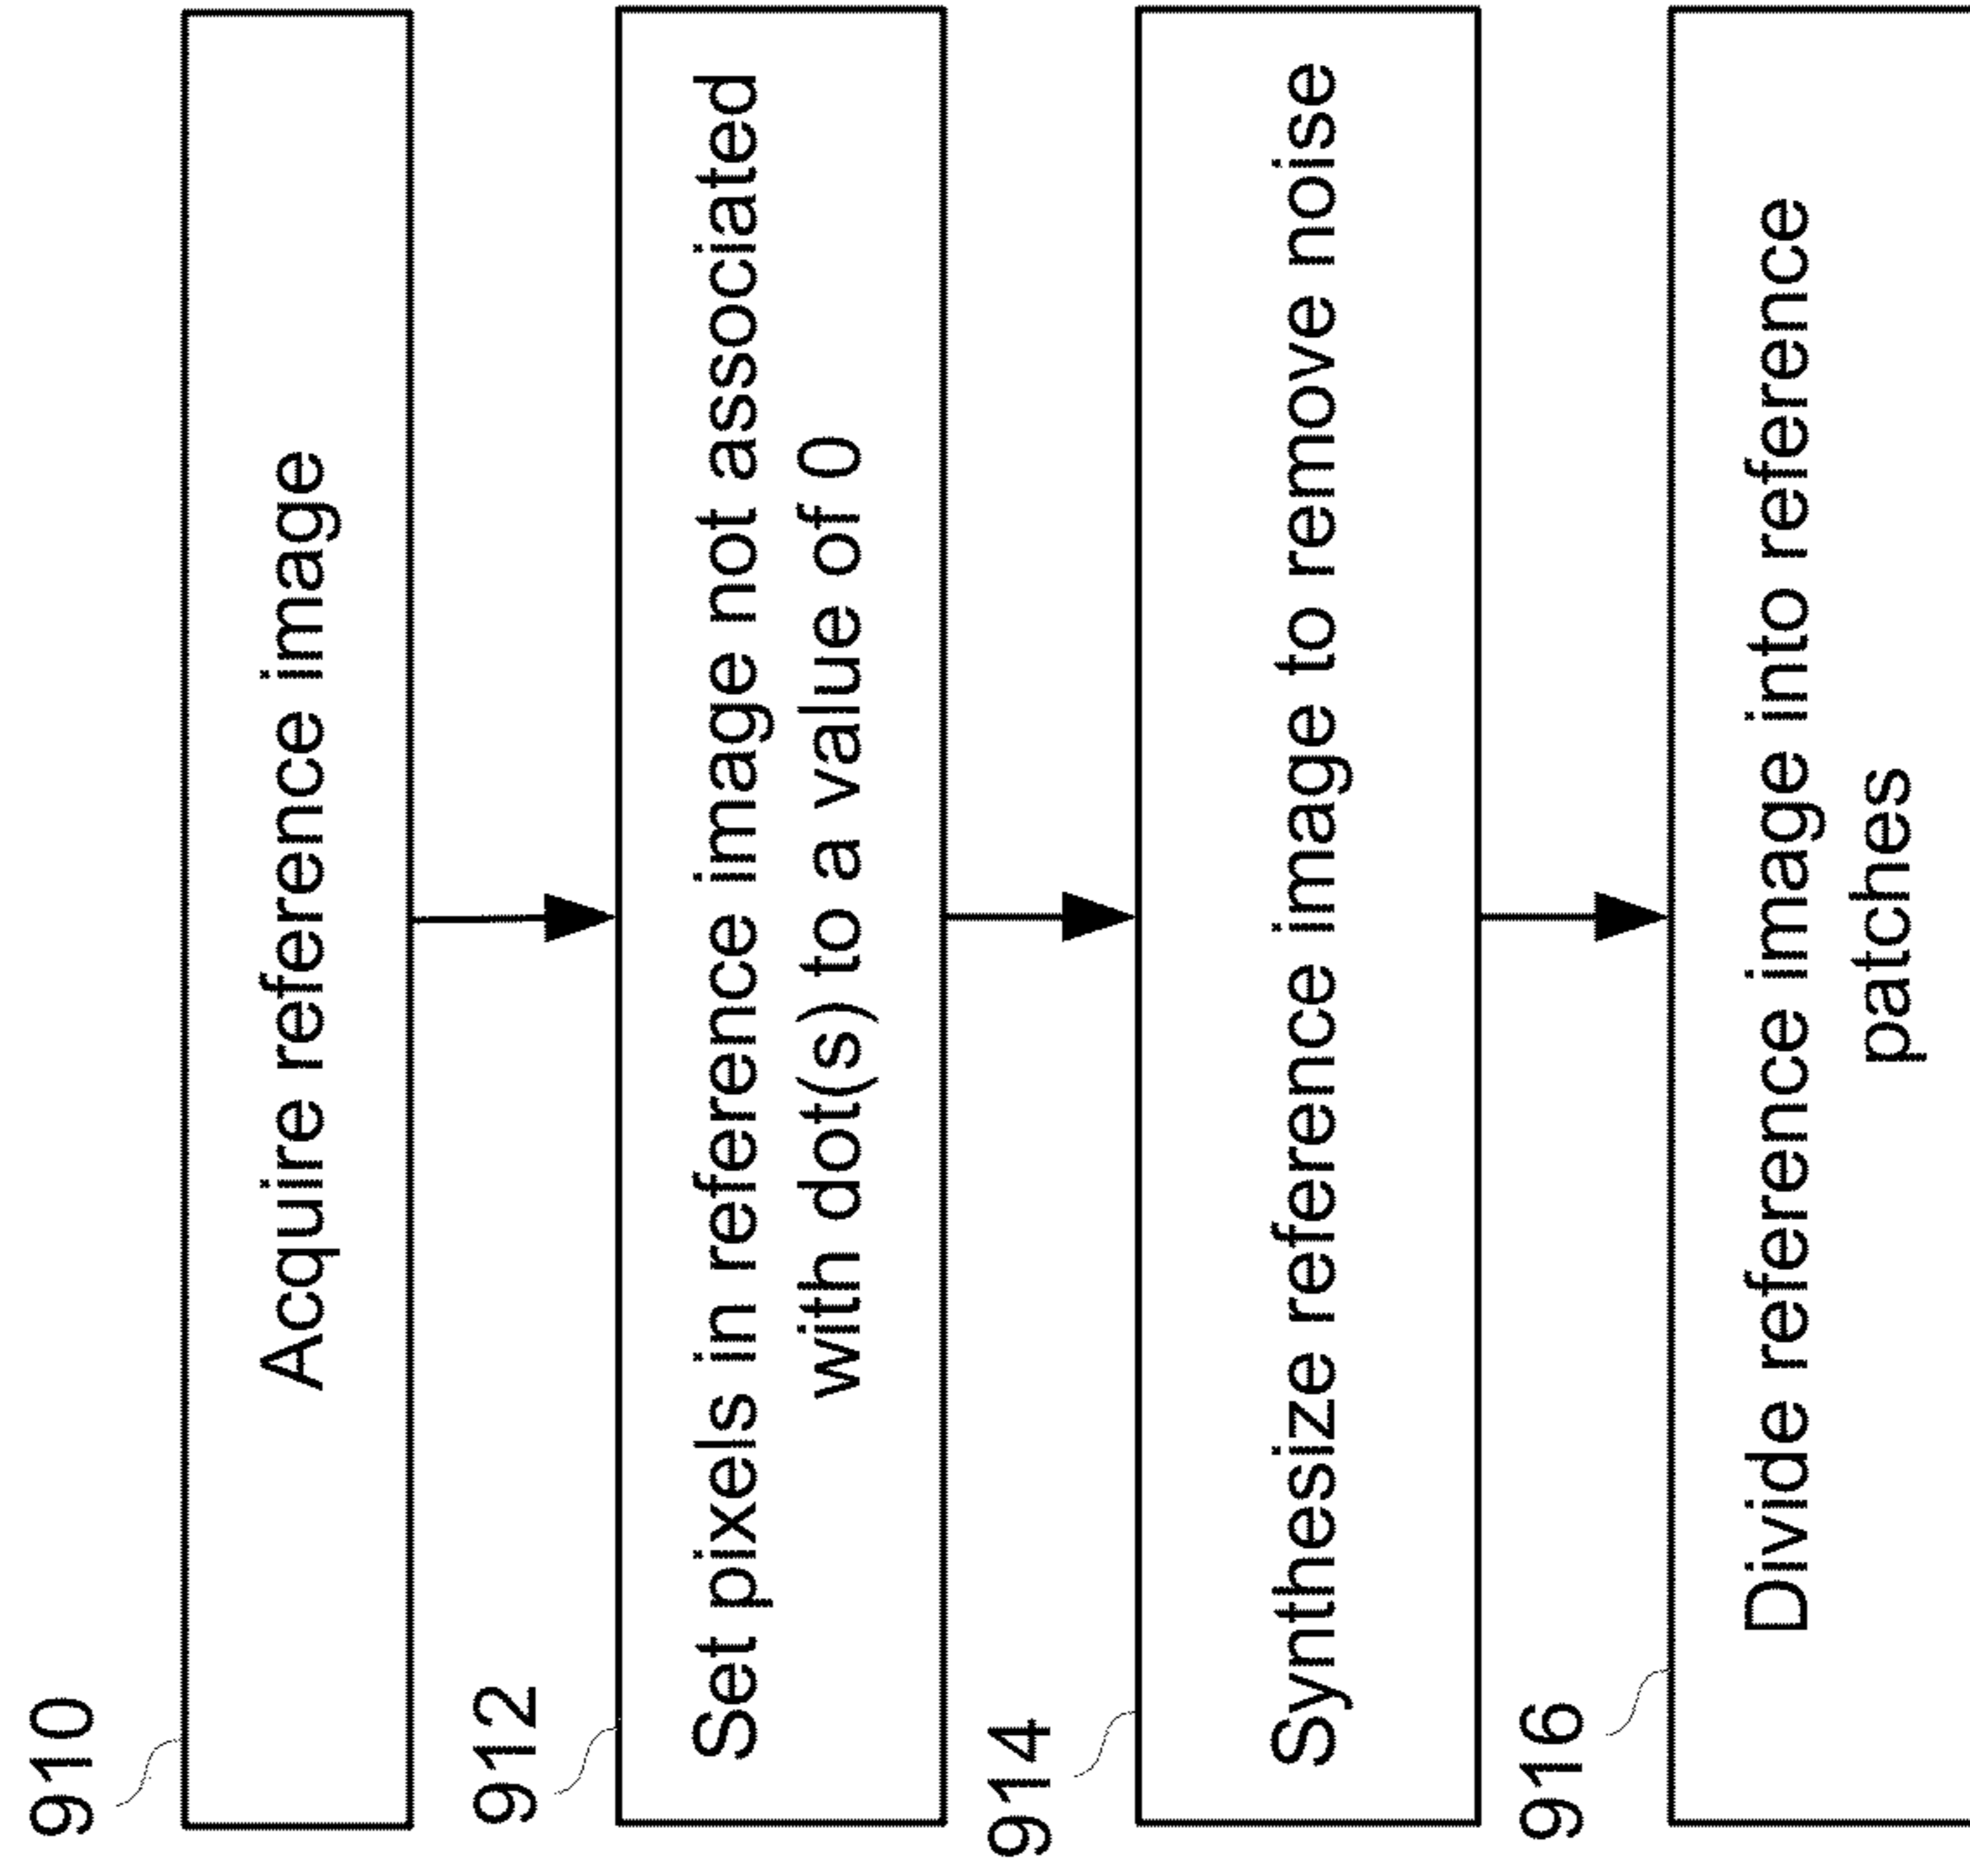 910
Acquire reference image
912
Set pixels in reference image not associated
with dot(s) to a value of 0
914
Synthesize reference image to remove noise
916
Divide reference image into reference
patches